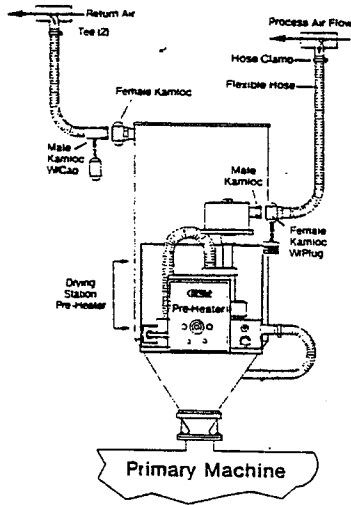 Return Air
Tee (2)
Process Air Flow
Hose Clamp
Flexible Hose
Female Kamloc
Male
Kamloc
W/Cap
Male
Kamloc
Female
Kamloc
W/Plug
Drying
Station
Pre-Heater
Pre-Heater
Primary Machine